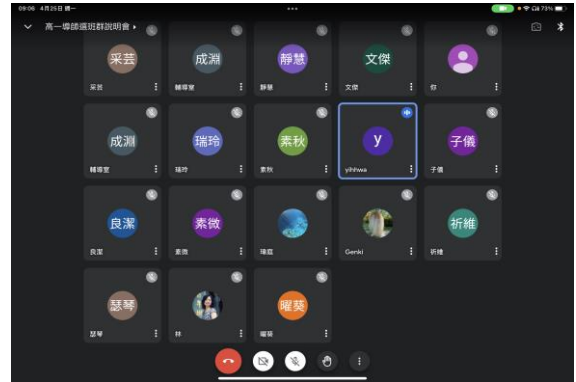 09:06 4月25日 週一
73%
高一導師選班群說明會
采芸 成淵 靜慧 文傑
采芸 輔導室 靜慧 文傑 你
成淵 瑞玲 素秋 y 子儀
輔導室 瑞玲 素秋 yihhwa 子儀
良潔 素微 祈維
良潔 素微 Genki 祈維
瑟琴 曜葵
瑟琴 林 曜葵